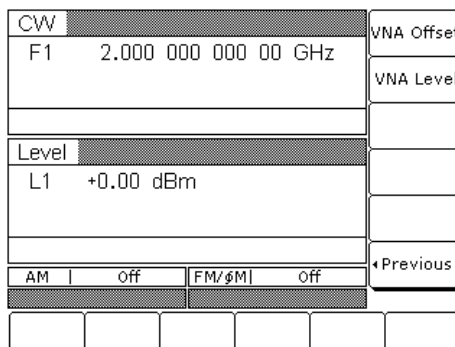 CW
F1 2.000 000 000 00 GHz
Level
L1 +0.00 dBm
AM | Off FM/ϕM| Off
VNA Offset
VNA Level
◂Previous